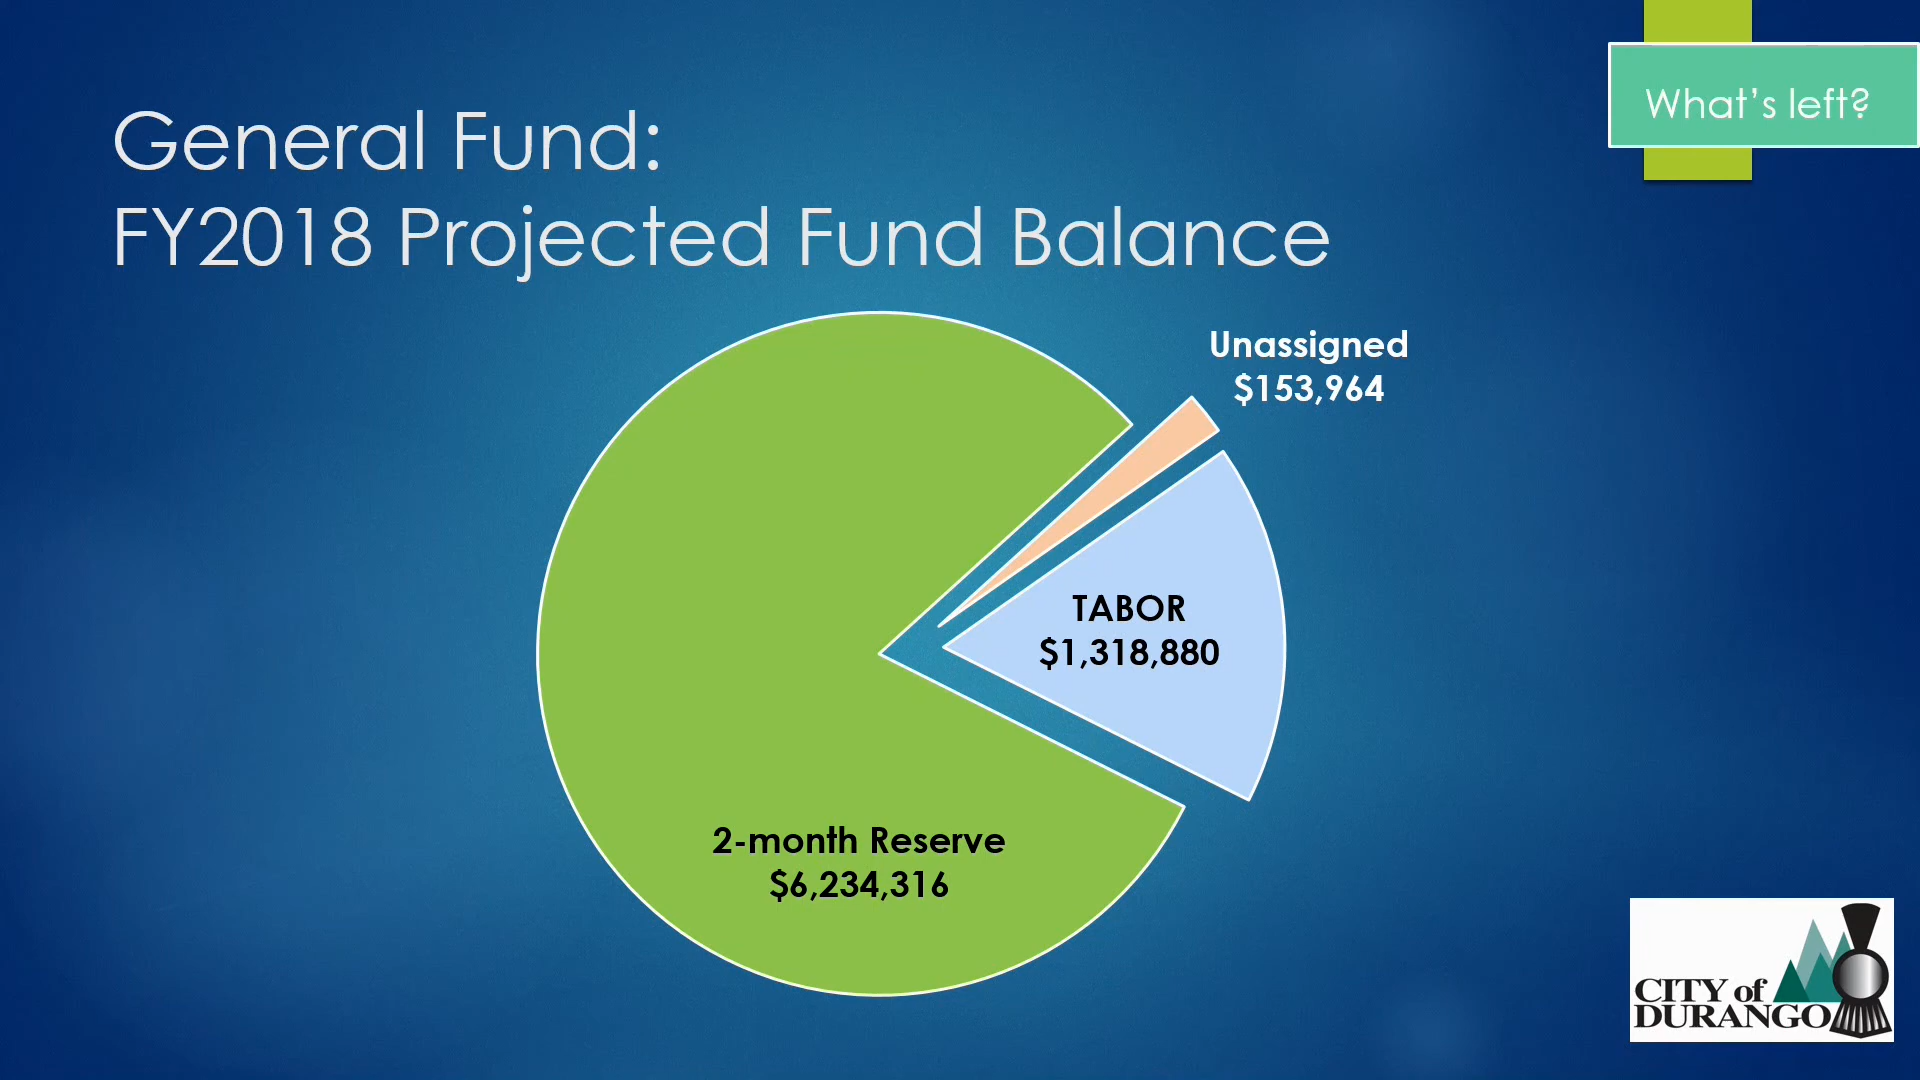 What's left?
General Fund:
FY2018 Projected Fund Balance
Unassigned
$153,964
TABOR
$1,318,880
2-month Reserve
$6,234,316
CITY of
DURANGO